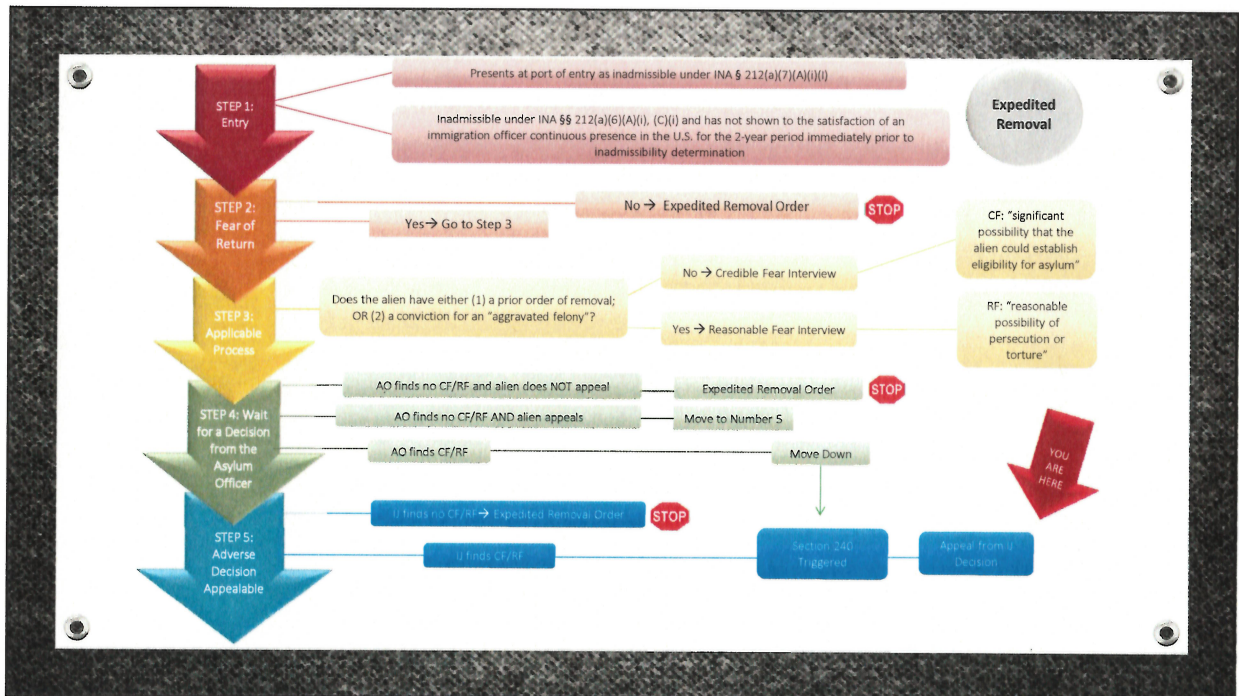 Presents at port of entry as inadmissible under INA § 212(a)(7)(A)(i)(I)
STEP 1:
Entry
Expedited
Removal
Inadmissible under INA §§ 212(a)(6)(A)(i), (C)(i) and has not shown to the satisfaction of an
immigration officer continuous presence in the U.S. for the 2-year period immediately prior to
inadmissibility determination
STEP 2:
Fear of
Return
No → Expedited Removal Order
STOP
Yes→ Go to Step 3
CF: "significant
possibility that the
alien could establish
eligibility for asylum"
STEP 3:
Applicable
Process
Does the alien have either (1) a prior order of removal;
OR (2) a conviction for an "aggravated felony"?
No → Credible Fear Interview
Yes → Reasonable Fear Interview
RF: "reasonable
possibility of
persecution or
torture"
STEP 4: Wait
for a Decision
from the
Asylum
Officer
AO finds no CF/RF and alien does NOT appeal
Expedited Removal Order
STOP
AO finds no CF/RF AND alien appeals
Move to Number 5
AO finds CF/RF
Move Down
YOU
ARE
HERE
STEP 5:
Adverse
Decision
Appealable
IJ finds no CF/RF→ Expedited Removal Order
STOP
IJ finds CF/RF
Section 240
Triggered
Appeal from IJ
Decision